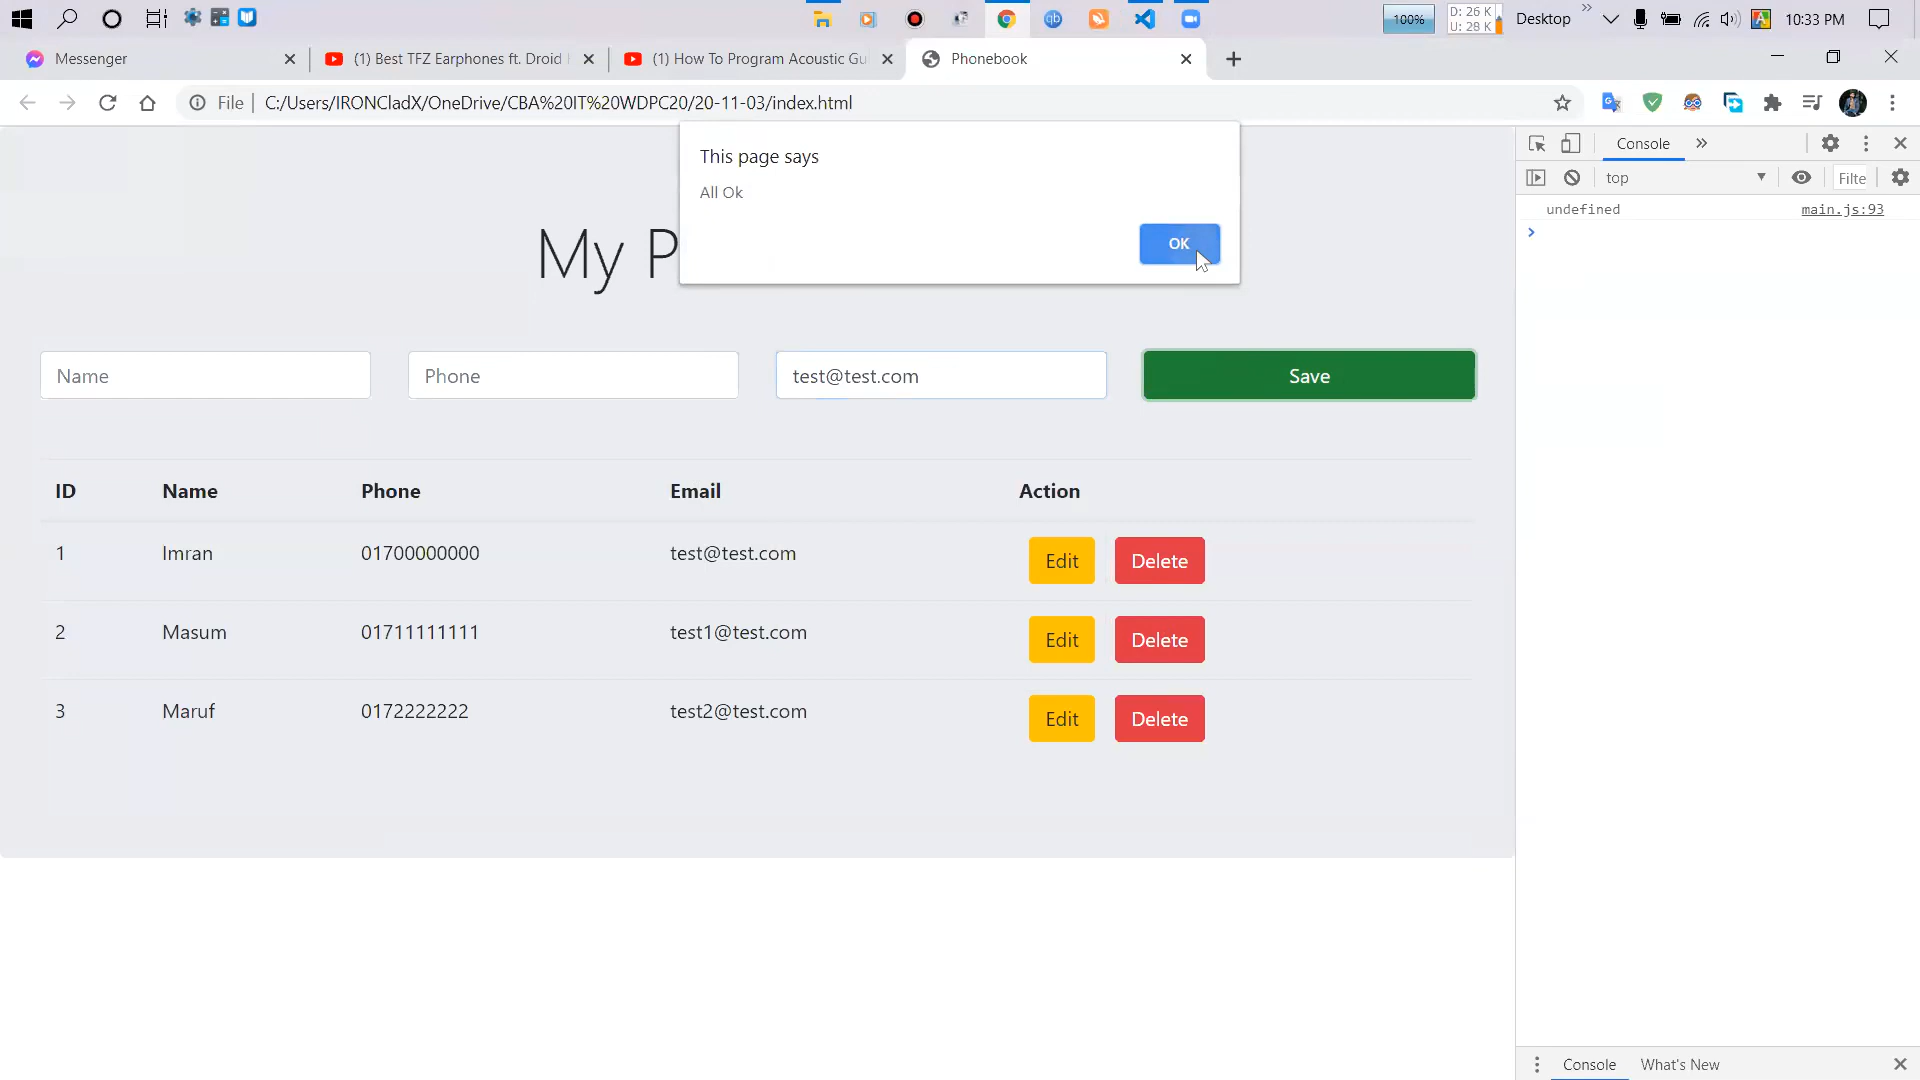 100%
D: 26 K
U: 28 K
Desktop
10:33 PM
Messenger
(1) Best TFZ Earphones ft. Droid
(1) How To Program Acoustic Gu
Phonebook
File
C:/Users/IRONCladX/OneDrive/CBA%20IT%20WDPC20/20-11-03/index.html
This page says
All Ok
OK
My P
Name
Phone
test@test.com
Save
ID Name Phone Email Action
1 Imran 01700000000 test@test.com Edit Delete
2 Masum 01711111111 test1@test.com Edit Delete
3 Maruf 0172222222 test2@test.com Edit Delete
Console
top
Filte
undefined main.js:93
Console What's New